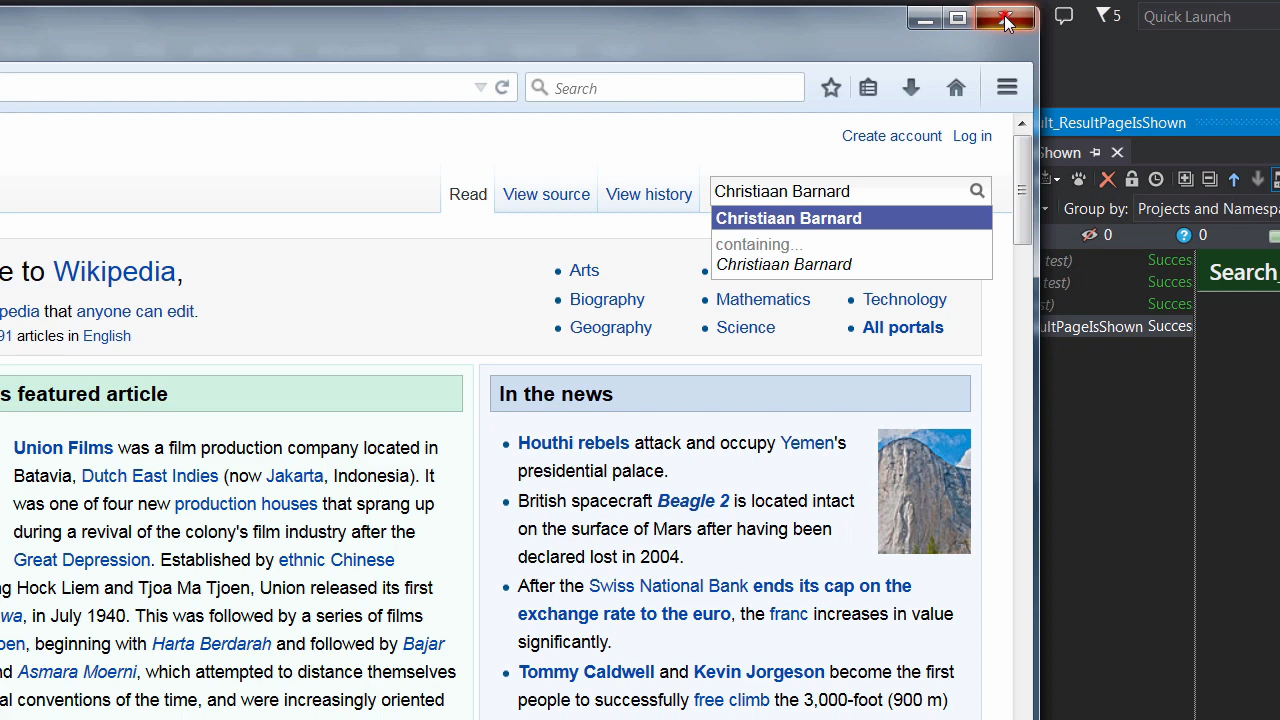 5
Quick Launch
Search
ult_ResultPageIsShown
Create account Log in
Shown
Read View source View history
Christiaan Barnard
Christiaan Barnard
containing...
Christiaan Barnard
Group by: Projects and Namespa
0 0
e to Wikipedia,
pedia that anyone can edit.
91 articles in English
Arts
Biography
Mathematics
Technology
Geography
Science
All portals
test) Succes
test) Succes
st) Succes
ultPageIsShown Succes
Search_
s featured article
Union Films was a film production company located in
Batavia, Dutch East Indies (now Jakarta, Indonesia). It
was one of four new production houses that sprang up
during a revival of the colony's film industry after the
Great Depression. Established by ethnic Chinese
g Hock Liem and Tjoa Ma Tjoen, Union released its first
wa, in July 1940. This was followed by a series of films
oen, beginning with Harta Berdarah and followed by Bajar
nd Asmara Moerni, which attempted to distance themselves
al conventions of the time, and were increasingly oriented
In the news
Houthi rebels attack and occupy Yemen's
presidential palace.
British spacecraft Beagle 2 is located intact
on the surface of Mars after having been
declared lost in 2004.
After the Swiss National Bank ends its cap on the
exchange rate to the euro, the franc increases in value
significantly.
Tommy Caldwell and Kevin Jorgeson become the first
people to successfully free climb the 3,000-foot (900 m)